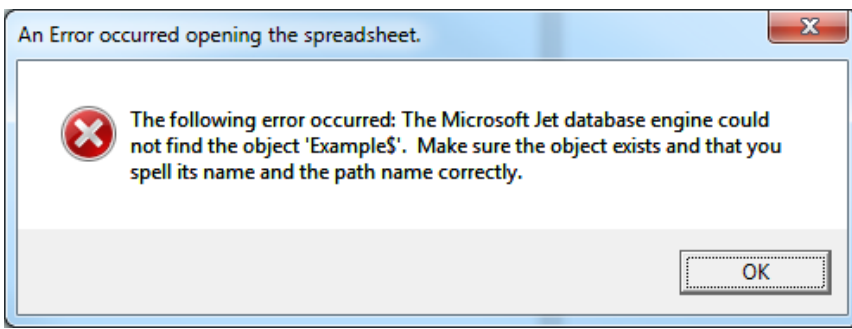 An Error occurred opening the spreadsheet.
The following error occurred: The Microsoft Jet database engine could
not find the object 'Example$'.  Make sure the object exists and that you
spell its name and the path name correctly.
OK